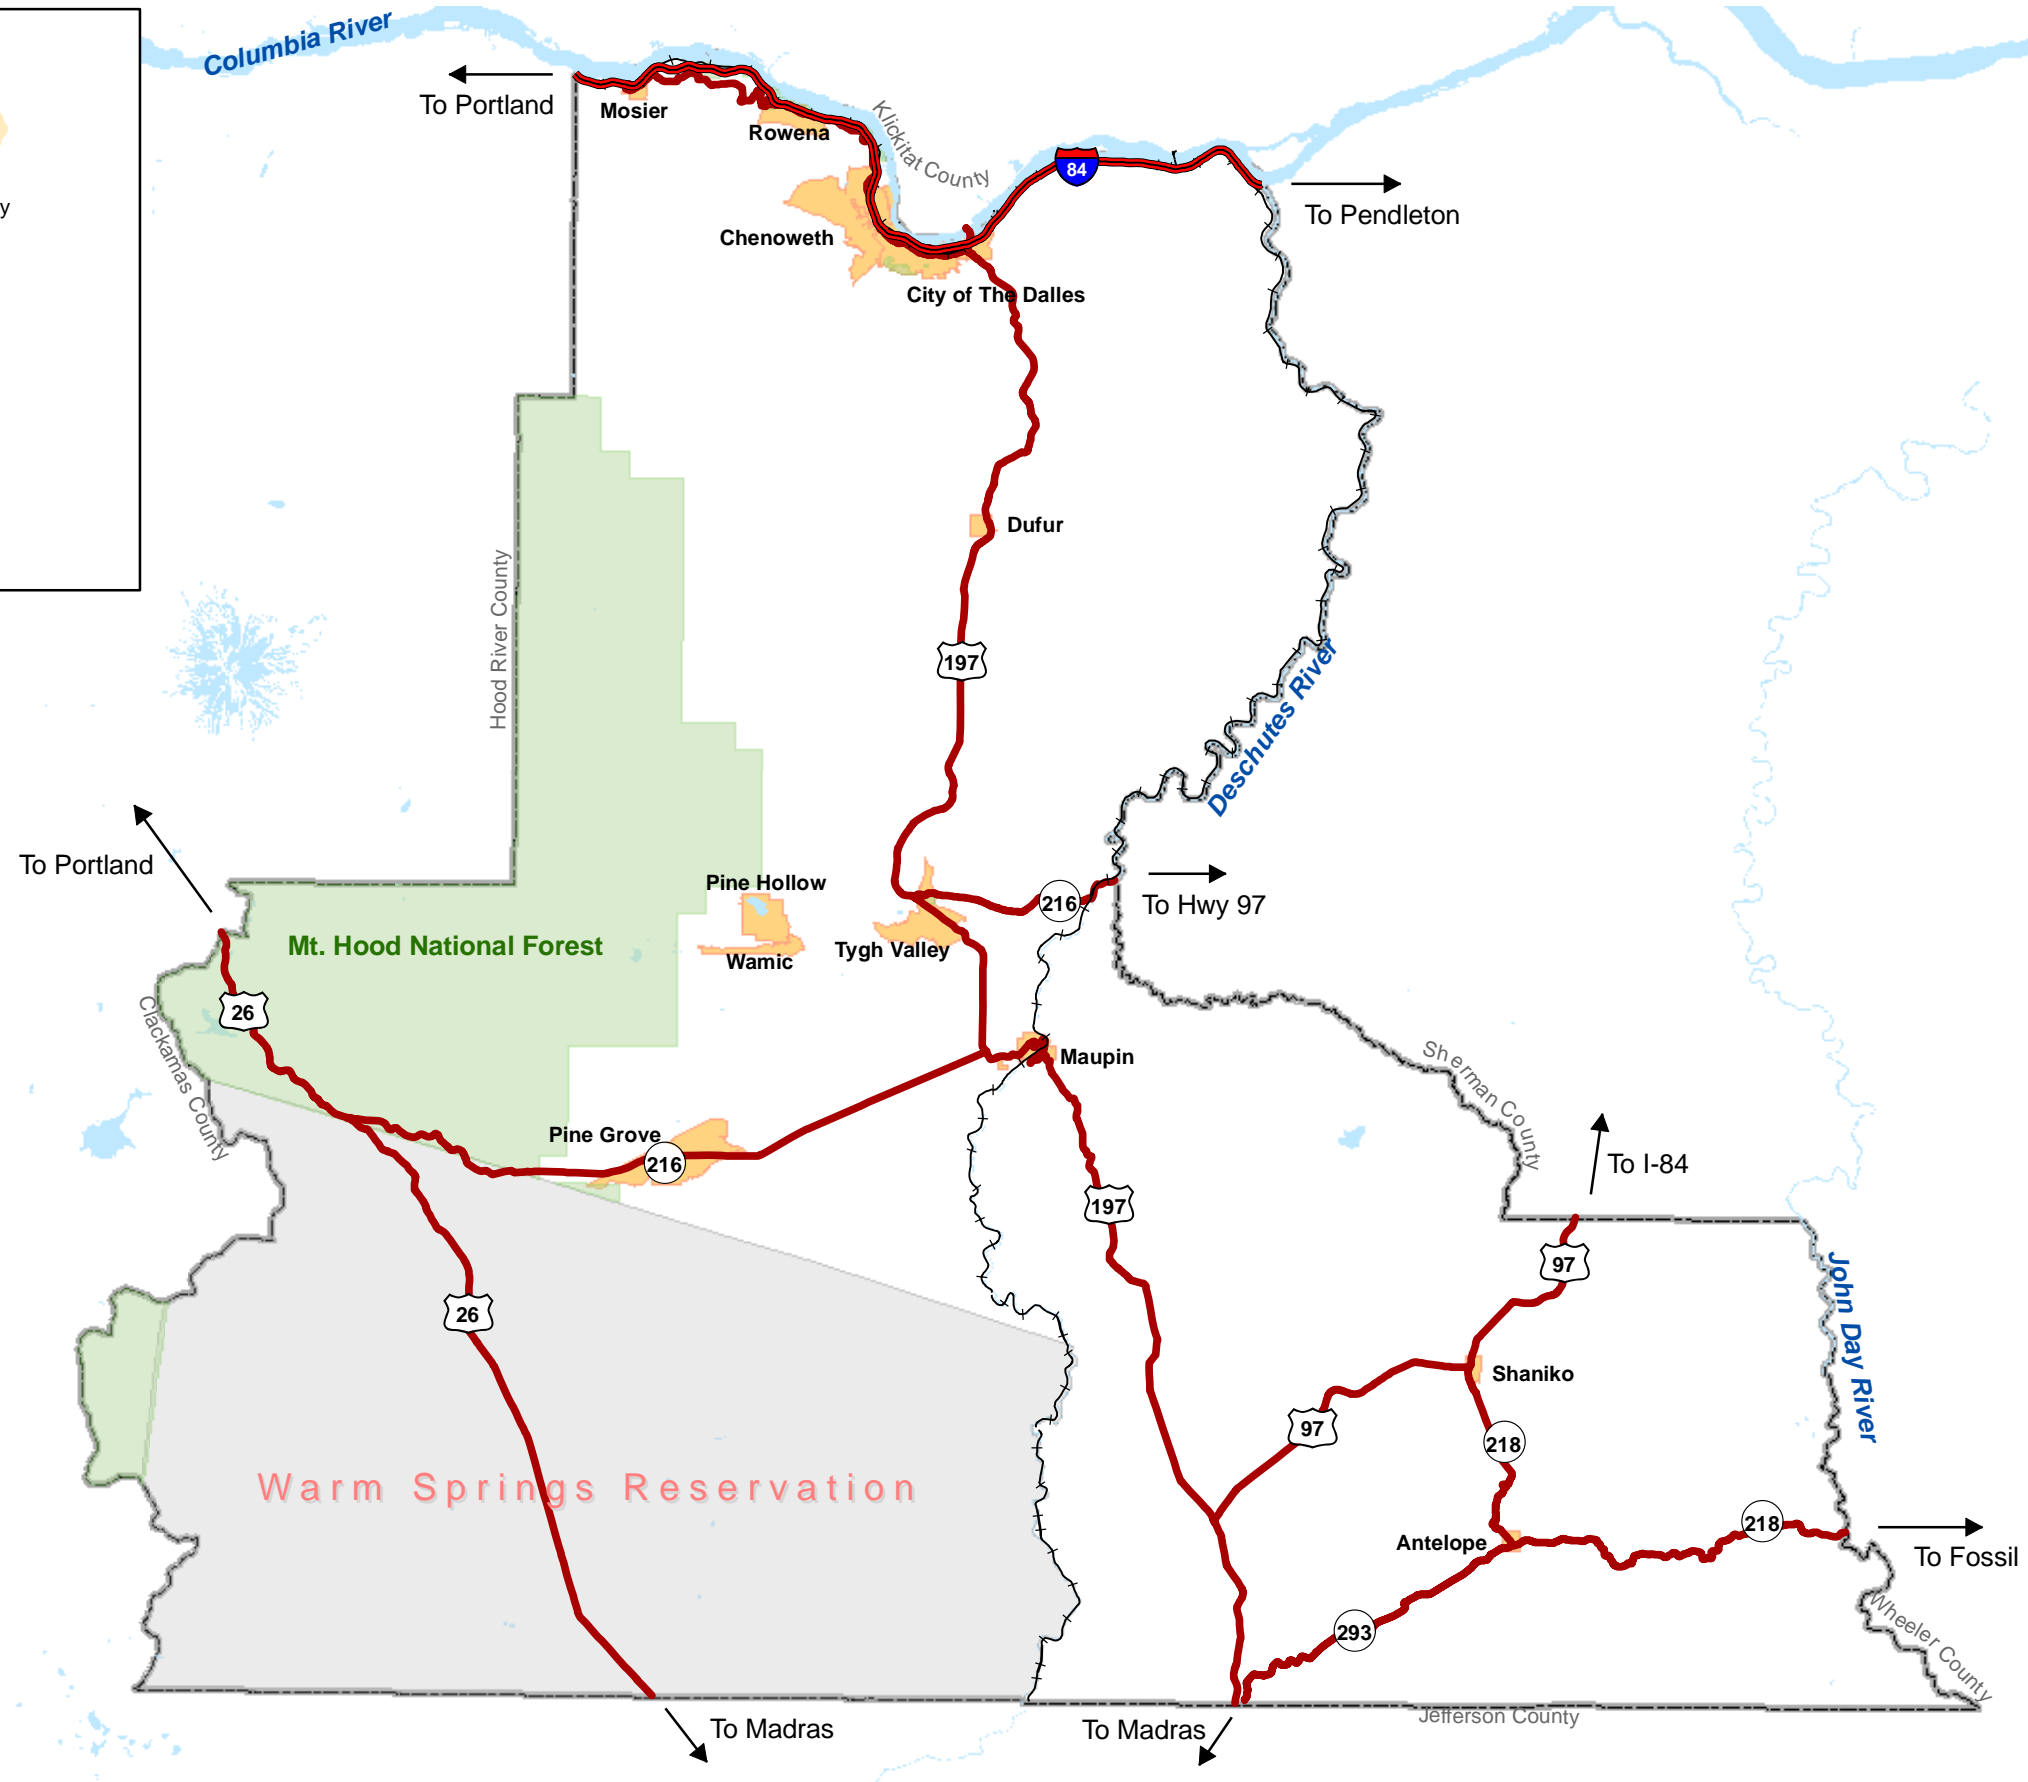 Columbia River
y
To Portland
Mosier
Rowena
Klickitat County
84
To Pendleton
Chenoweth
City of The Dalles
Dufur
Hood River County
197
Deschutes River
To Portland
Pine Hollow
216
To Hwy 97
Mt. Hood National Forest
Wamic
Tygh Valley
26
Clackamas County
Maupin
Sherman County
Pine Grove
216
To I-84
197
97
John Day River
26
Shaniko
97
218
Warm Springs Reservation
218
Antelope
To Fossil
293
Wheeler County
To Madras
To Madras
Jefferson County